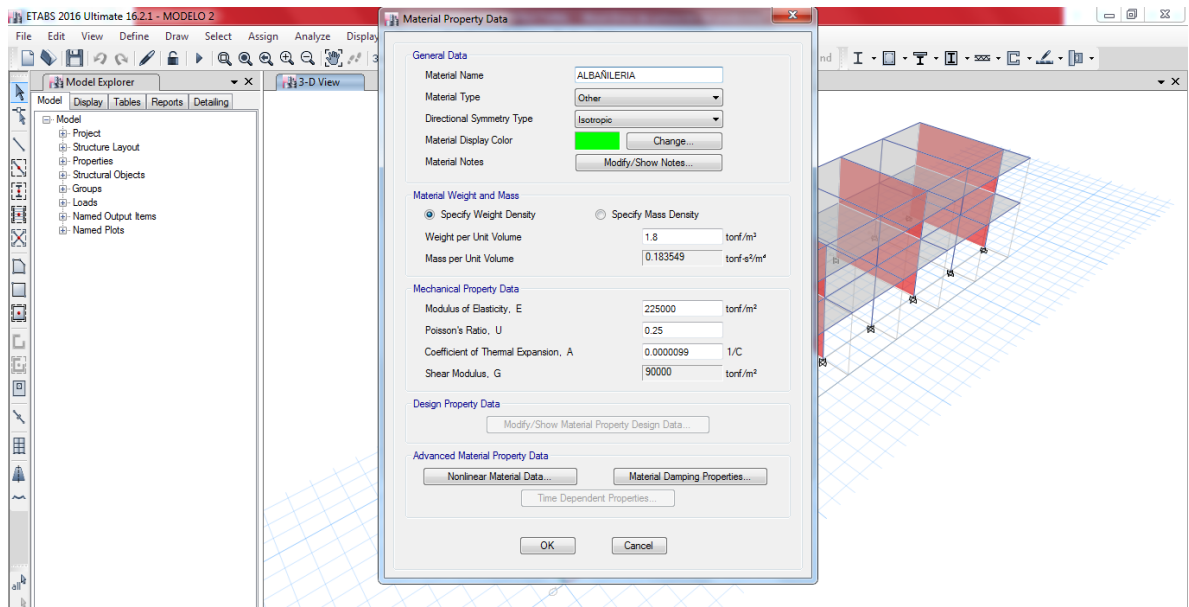 ETABS 2016 Ultimate 16.2.1 - MODELO 2
File Edit View Define Draw Select Assign Analyze Display
Model Explorer
Model Display Tables Reports Detailing
Model
Project
Structure Layout
Properties
Structural Objects
Groups
Loads
Named Output Items
Named Plots
all
3-D View
nd
Material Property Data
General Data
Material Name ALBAÑILERIA
Material Type Other
Directional Symmetry Type Isotropic
Material Display Color Change...
Material Notes Modify/Show Notes...
Material Weight and Mass
Specify Weight Density Specify Mass Density
Weight per Unit Volume 1.8 tonf/m³
Mass per Unit Volume 0.183549 tonf-s²/m⁴
Mechanical Property Data
Modulus of Elasticity, E 225000 tonf/m²
Poisson's Ratio, U 0.25
Coefficient of Thermal Expansion, A 0.0000099 1/C
Shear Modulus, G 90000 tonf/m²
Design Property Data
Modify/Show Material Property Design Data...
Advanced Material Property Data
Nonlinear Material Data... Material Damping Properties...
Time Dependent Properties...
OK Cancel